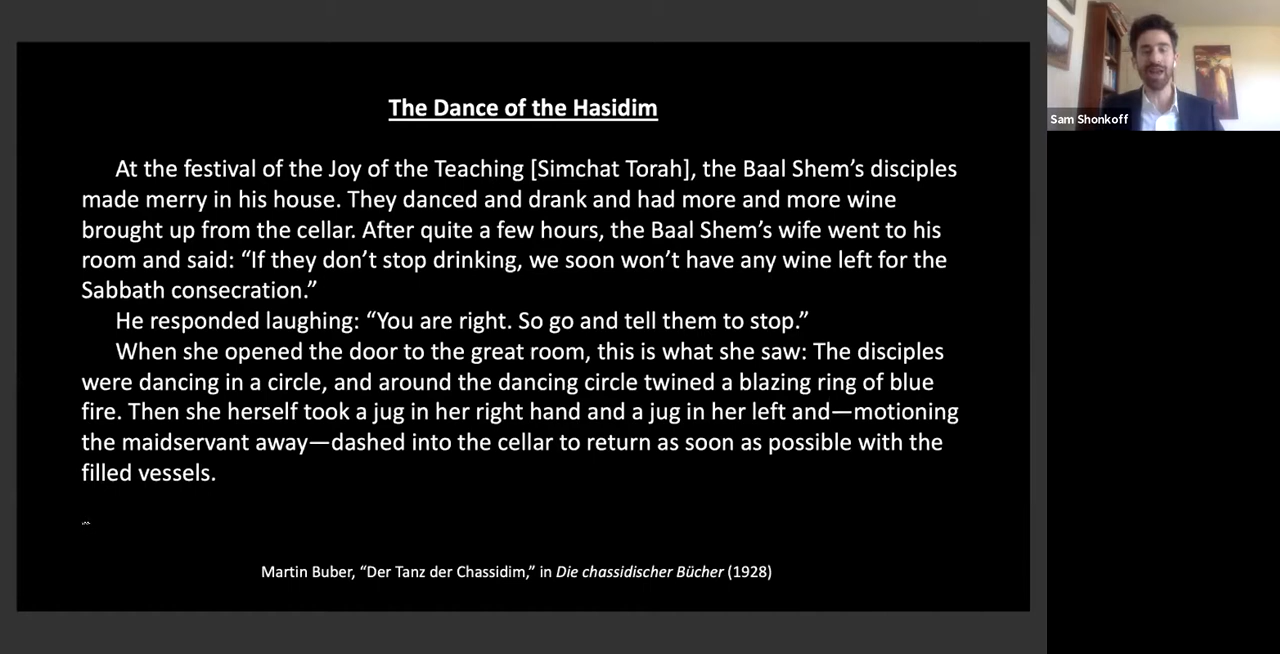 The Dance of the Hasidim
At the festival of the Joy of the Teaching [Simchat Torah], the Baal Shem’s disciples
made merry in his house. They danced and drank and had more and more wine
brought up from the cellar. After quite a few hours, the Baal Shem’s wife went to his
room and said: “If they don’t stop drinking, we soon won’t have any wine left for the
Sabbath consecration.”
He responded laughing: “You are right. So go and tell them to stop.”
When she opened the door to the great room, this is what she saw: The disciples
were dancing in a circle, and around the dancing circle twined a blazing ring of blue
fire. Then she herself took a jug in her right hand and a jug in her left and—motioning
the maidservant away—dashed into the cellar to return as soon as possible with the
filled vessels.
Martin Buber, “Der Tanz der Chassidim,” in Die chassidischer Bücher (1928)
Sam Shonkoff